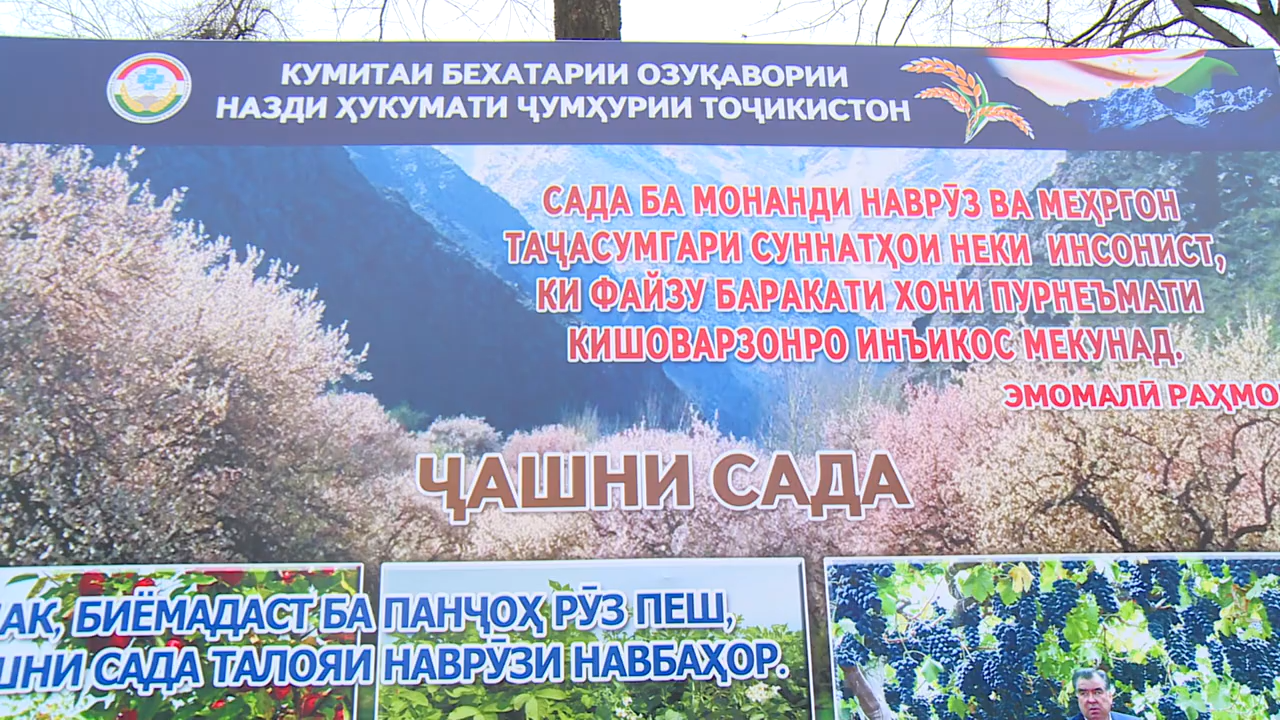 КУМИТАИ БЕХАТАРИИ ОЗУҚАВОРИИ
НАЗДИ ҲУКУМАТИ ҶУМҲУРИИ ТОҶИКИСТОН
САДА БА МОНАНДИ НАВРӮЗ ВА МЕҲРГОН
ТАҶАСУМГАРИ СУННАТҲОИ НЕКИ ИНСОНИСТ,
КИ ФАЙЗУ БАРАКАТИ ХОНИ ПУРНЕЪМАТИ
КИШОВАРЗОНРО ИНЪИКОС МЕКУНАД.
ЭМОМАЛӢ РАҲМО
ҶАШНИ САДА
БИЁМАДАСТ БА ПАНҶОҲ РӮЗ ПЕШ,
САДА ТАЛОЯИ НАВРӮЗИ НАВБАҲОР.